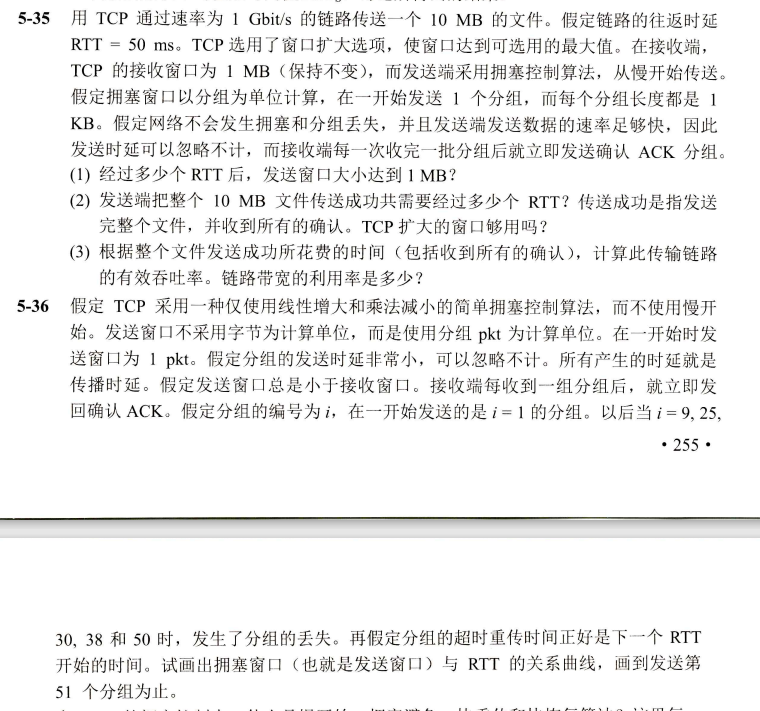 5-35 用 TCP 通过速率为 1 Gbit/s 的链路传送一个 10 MB 的文件。假定链路的往返时延
RTT = 50 ms。TCP 选用了窗口扩大选项，使窗口达到可选用的最大值。在接收端，
TCP 的接收窗口为 1 MB（保持不变），而发送端采用拥塞控制算法，从慢开始传送。
假定拥塞窗口以分组为单位计算，在一开始发送 1 个分组，而每个分组长度都是 1
KB。假定网络不会发生拥塞和分组丢失，并且发送端发送数据的速率足够快，因此
发送时延可以忽略不计，而接收端每一次收完一批分组后就立即发送确认 ACK 分组。
(1) 经过多少个 RTT 后，发送窗口大小达到 1 MB？
(2) 发送端把整个 10 MB 文件传送成功共需要经过多少个 RTT？传送成功是指发送
完整个文件，并收到所有的确认。TCP 扩大的窗口够用吗？
(3) 根据整个文件发送成功所花费的时间（包括收到所有的确认），计算此传输链路
的有效吞吐率。链路带宽的利用率是多少？
5-36 假定 TCP 采用一种仅使用线性增大和乘法减小的简单拥塞控制算法，而不使用慢开
始。发送窗口不采用字节为计算单位，而是使用分组 pkt 为计算单位。在一开始时发
送窗口为 1 pkt。假定分组的发送时延非常小，可以忽略不计。所有产生的时延就是
传播时延。假定发送窗口总是小于接收窗口。接收端每收到一组分组后，就立即发
回确认 ACK。假定分组的编号为 i，在一开始发送的是 i = 1 的分组。以后当 i = 9, 25,
• 255 •
30, 38 和 50 时，发生了分组的丢失。再假定分组的超时重传时间正好是下一个 RTT
开始的时间。试画出拥塞窗口（也就是发送窗口）与 RTT 的关系曲线，画到发送第
51 个分组为止。